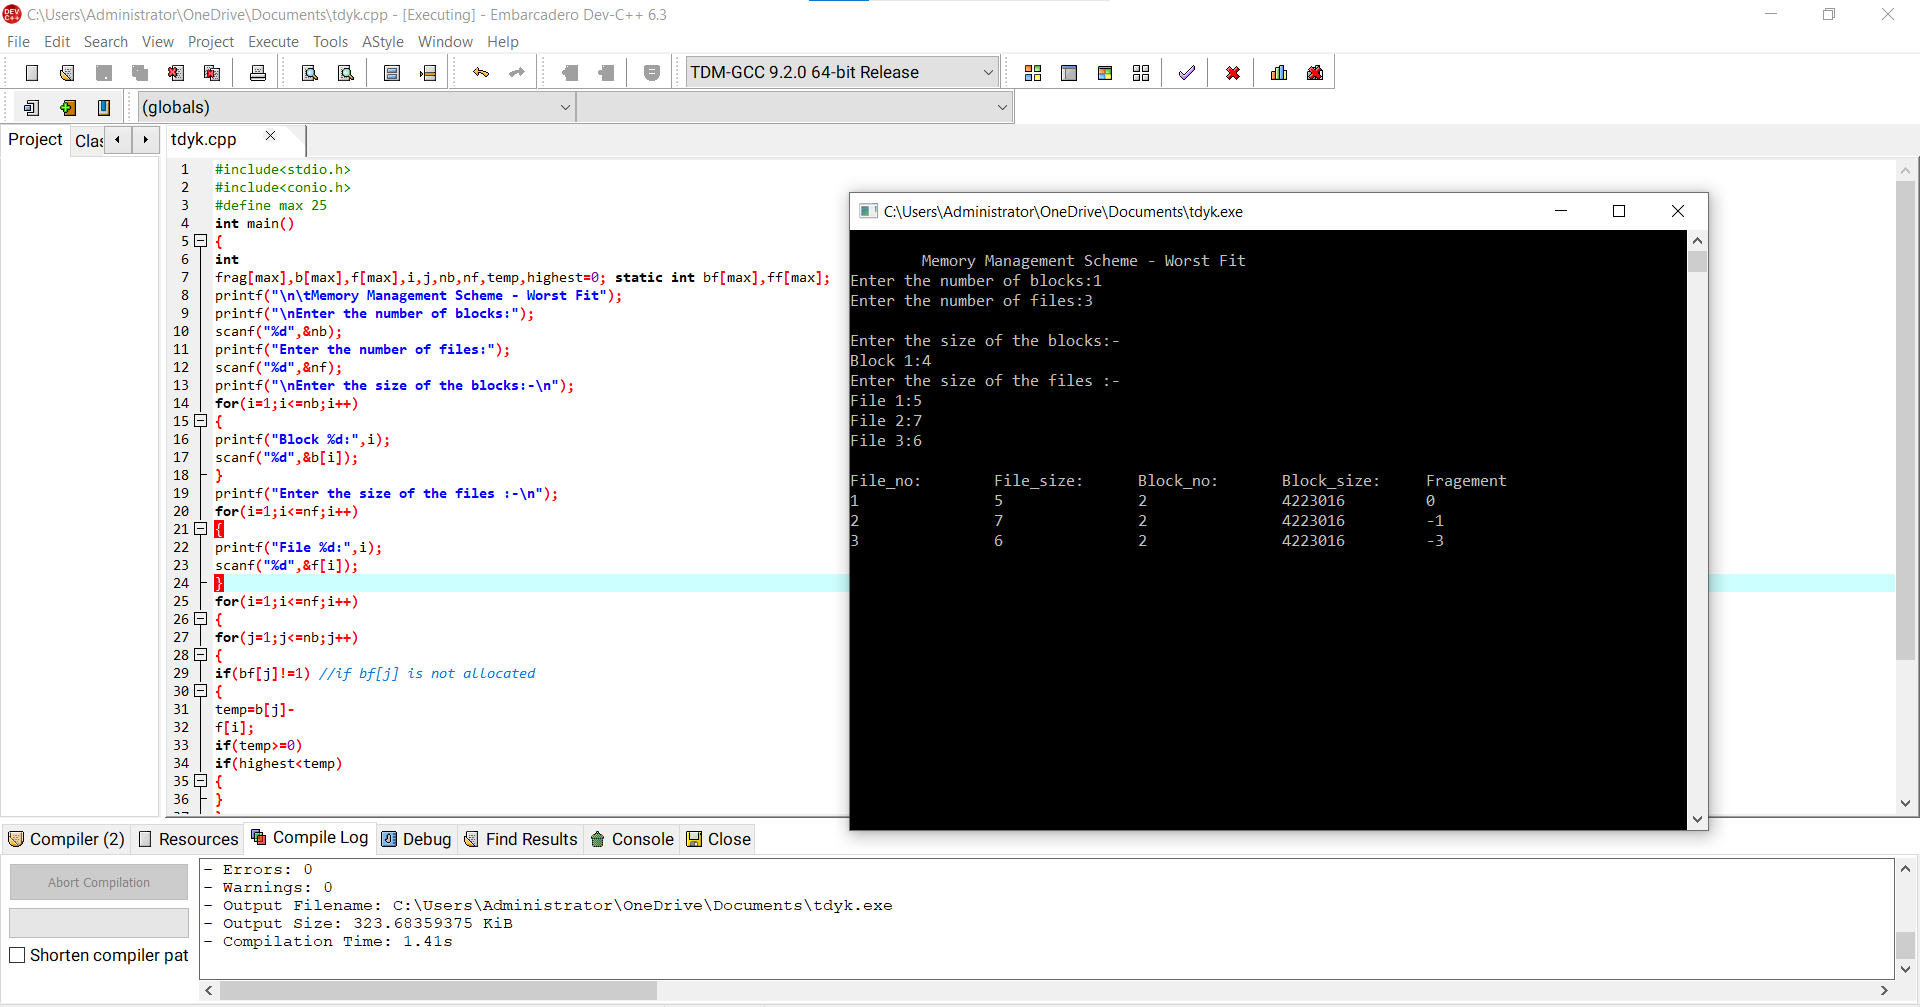 C:\Users\Administrator\OneDrive\Documents\tdyk.cpp - [Executing] - Embarcadero Dev-C++ 6.3
File Edit Search View Project Execute Tools AStyle Window Help
TDM-GCC 9.2.0 64-bit Release
(globals)
Project Clas tdyk.cpp
1 #include<stdio.h>
2 #include<conio.h>
3 #define max 25
4 int main()
5 {
6 int
7 frag[max],b[max],f[max],i,j,nb,nf,temp,highest=0; static int bf[max],ff[max];
8 printf("\n\tMemory Management Scheme - Worst Fit");
9 printf("\nEnter the number of blocks:");
10 scanf("%d",&nb);
11 printf("Enter the number of files:");
12 scanf("%d",&nf);
13 printf("\nEnter the size of the blocks:-\n");
14 for(i=1;i<=nb;i++)
15 {
16 printf("Block %d:",i);
17 scanf("%d",&b[i]);
18 }
19 printf("Enter the size of the files :-\n");
20 for(i=1;i<=nf;i++)
21 {
22 printf("File %d:",i);
23 scanf("%d",&f[i]);
24 }
25 for(i=1;i<=nf;i++)
26 {
27 for(j=1;j<=nb;j++)
28 {
29 if(bf[j]!=1) //if bf[j] is not allocated
30 {
31 temp=b[j]-
32 f[i];
33 if(temp>=0)
34 if(highest<temp)
35 {
36 }
C:\Users\Administrator\OneDrive\Documents\tdyk.exe
Memory Management Scheme - Worst Fit
Enter the number of blocks:1
Enter the number of files:3
Enter the size of the blocks:-
Block 1:4
Enter the size of the files :-
File 1:5
File 2:7
File 3:6
File_no: File_size: Block_no: Block_size: Fragement
1 5 2 4223016 0
2 7 2 4223016 -1
3 6 2 4223016 -3
Compiler (2) Resources Compile Log Debug Find Results Console Close
Abort Compilation
Shorten compiler pat
- Errors: 0
- Warnings: 0
- Output Filename: C:\Users\Administrator\OneDrive\Documents\tdyk.exe
- Output Size: 323.68359375 KiB
- Compilation Time: 1.41s